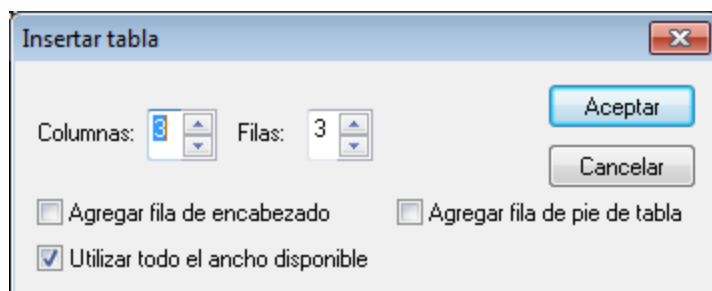 Insertar tabla
Columnas: 3 Filas: 3 Aceptar
Cancelar
Agregar fila de encabezado Agregar fila de pie de tabla
Utilizar todo el ancho disponible